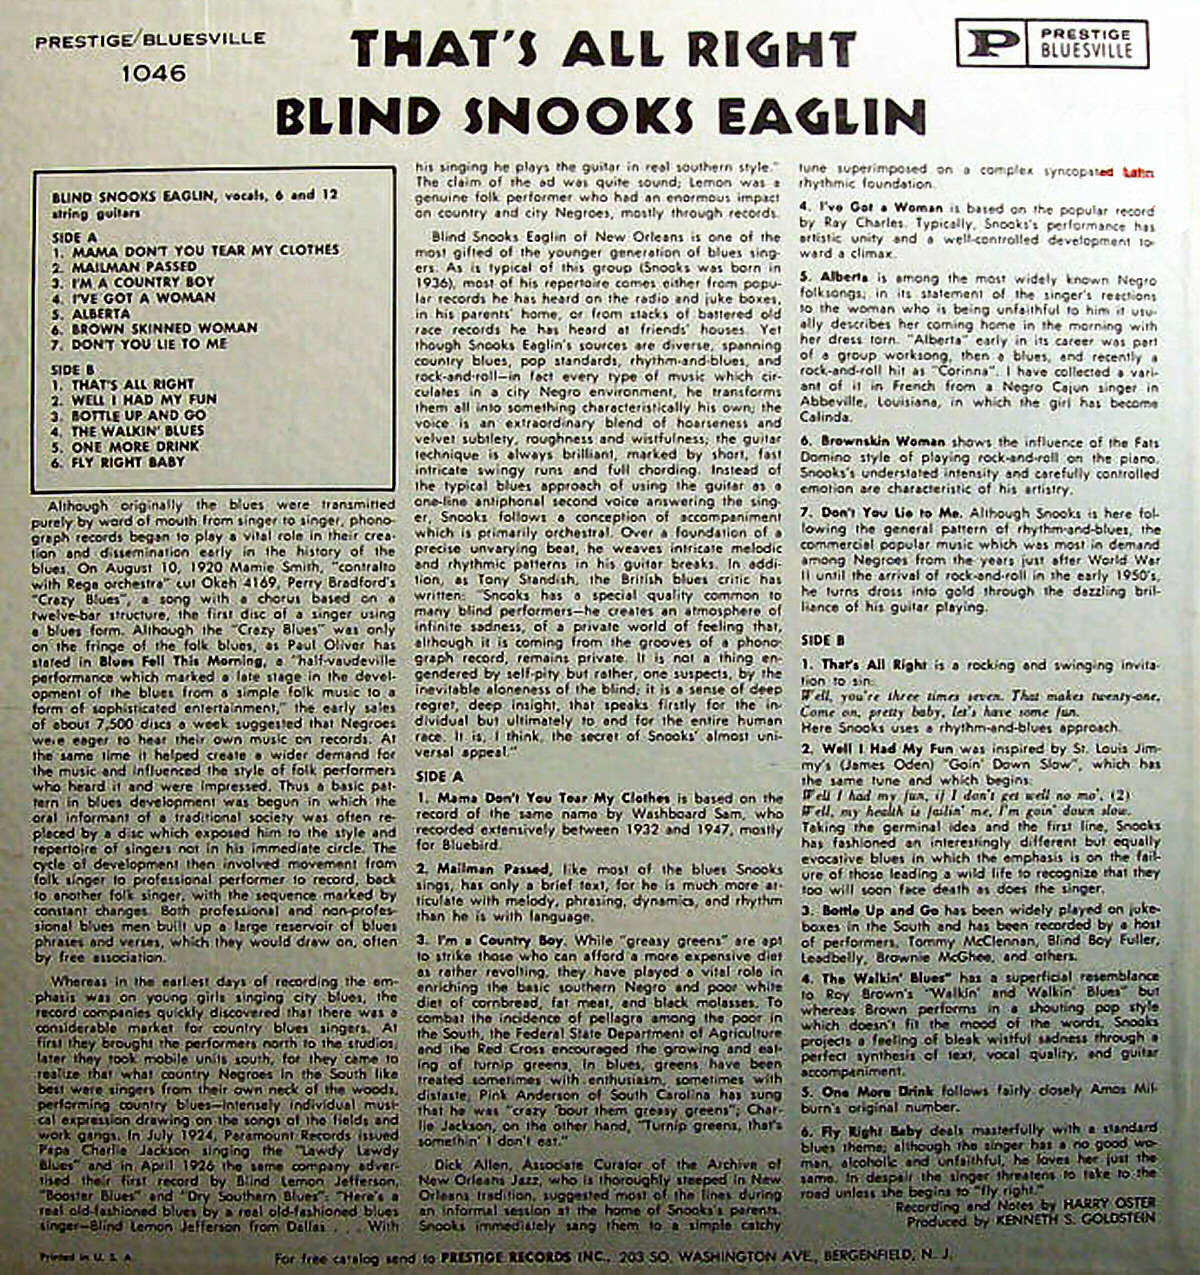 PRESTIGE/BLUESVILLE
1046
THAT'S ALL RIGHT
BLIND SNOOKS EAGLIN
P PRESTIGE
BLUESVILLE
BLIND SNOOKS EAGLIN, vocals, 6 and 12
string guitars
SIDE A
1. MAMA DON'T YOU TEAR MY CLOTHES
2. MAILMAN PASSED
3. I'M A COUNTRY BOY
4. I'VE GOT A WOMAN
5. ALBERTA
6. BROWN SKINNED WOMAN
7. DON'T YOU LIE TO ME
SIDE B
1. THAT'S ALL RIGHT
2. WELL I HAD MY FUN
3. BOTTLE UP AND GO
4. THE WALKIN' BLUES
5. ONE MORE DRINK
6. FLY RIGHT BABY
Although originally the blues were transmitted
purely by word of mouth from singer to singer, phono-
graph records began to play a vital role in their crea-
tion and dissemination early in the history of the
blues. On August 10, 1920 Mamie Smith, "contralto
with Rega orchestra" cut Okeh 4169, Perry Bradford's
"Crazy Blues", a song with a chorus based on a
twelve-bar structure, the first disc of a singer using
a blues form. Although the "Crazy Blues" was only
on the fringe of the folk blues, as Paul Oliver has
stated in Blues Fell This Morning, a "half-vaudeville
performance which marked a late stage in the devel-
opment of the blues from a simple folk music to a
form of sophisticated entertainment," the early sales
of about 7,500 discs a week suggested that Negroes
were eager to hear their own music on records. At
the same time it helped create a wider demand for
the music and influenced the style of folk performers
who heard it and were impressed. Thus a basic pat-
tern in blues development was begun in which the
oral informant of a traditional society was often re-
placed by a disc which exposed him to the style and
repertoire of singers not in his immediate circle. The
cycle of development then involved movement from
folk singer to professional performer to record, back
to another folk singer, with the sequence marked by
constant changes. Both professional and non-profes-
sional blues men built up a large reservoir of blues
phrases and verses, which they would draw on, often
by free association.
Whereas in the earliest days of recording the em-
phasis was on young girls singing city blues, the
record companies quickly discovered that there was a
considerable market for country blues singers. At
first they brought the performers north to the studios;
later they took mobile units south, for they came to
realize that what country Negroes in the South like
best were singers from their own neck of the woods,
performing country blues—intensely individual musi-
cal expression drawing on the songs of the fields and
work gangs. In July 1924, Paramount Records issued
Papa Charlie Jackson singing the "Lawdy Lawdy
Blues" and in April 1926 the same company adver-
tised their first record by Blind Lemon Jefferson,
"Booster Blues" and "Dry Southern Blues": "Here's a
real old-fashioned blues by a real old-fashioned blues
singer—Blind Lemon Jefferson from Dallas . . . With
his singing he plays the guitar in real southern style."
The claim of the ad was quite sound; Lemon was a
genuine folk performer who had an enormous impact
on country and city Negroes, mostly through records.
Blind Snooks Eaglin of New Orleans is one of the
most gifted of the younger generation of blues sing-
ers. As is typical of this group (Snooks was born in
1936), most of his repertoire comes either from popu-
lar records he has heard on the radio and juke boxes,
in his parents' home, or from stacks of battered old
race records he has heard at friends' houses. Yet
though Snooks Eaglin's sources are diverse, spanning
country blues, pop standards, rhythm-and-blues, and
rock-and-roll—in fact every type of music which cir-
culates in a city Negro environment, he transforms
them all into something characteristically his own; the
voice is an extraordinary blend of hoarseness and
velvet subtlety, roughness and wistfulness; the guitar
technique is always brilliant, marked by short, fast
intricate swingy runs and full chording. Instead of
the typical blues approach of using the guitar as a
one-line antiphonal second voice answering the sing-
er, Snooks follows a conception of accompaniment
which is primarily orchestral. Over a foundation of a
precise unvarying beat, he weaves intricate melodic
and rhythmic patterns in his guitar breaks. In addi-
tion, as Tony Standish, the British blues critic has
written: "Snooks has a special quality common to
many blind performers—he creates an atmosphere of
infinite sadness, of a private world of feeling that,
although it is coming from the grooves of a phono-
graph record, remains private. It is not a thing en-
gendered by self-pity but rather, one suspects, by the
inevitable aloneness of the blind; it is a sense of deep
regret, deep insight, that speaks firstly for the in-
dividual but ultimately to and for the entire human
race. It is, I think, the secret of Snooks' almost uni-
versal appeal."
SIDE A
1. Mama Don't You Tear My Clothes is based on the
record of the same name by Washboard Sam, who
recorded extensively between 1932 and 1947, mostly
for Bluebird.
2. Mailman Passed, like most of the blues Snooks
sings, has only a brief text, for he is much more ar-
ticulate with melody, phrasing, dynamics, and rhythm
than he is with language.
3. I'm a Country Boy. While "greasy greens" are apt
to strike those who can afford a more expensive diet
as rather revolting, they have played a vital role in
enriching the basic southern Negro and poor white
diet of cornbread, fat meat, and black molasses. To
combat the incidence of pellagra among the poor in
the South, the Federal State Department of Agriculture
and the Red Cross encouraged the growing and eat-
ing of turnip greens. In blues, greens have been
treated sometimes with enthusiasm, sometimes with
distaste; Pink Anderson of South Carolina has sung
that he was "crazy 'bout them greasy greens"; Char-
lie Jackson, on the other hand, "Turnip greens, that's
somethin' I don't eat."
Dick Allen, Associate Curator of the Archive of
New Orleans Jazz, who is thoroughly steeped in New
Orleans tradition, suggested most of the lines during
an informal session at the home of Snooks's parents.
Snooks immediately sang them to a simple catchy
tune superimposed on a complex syncopated Latin
rhythmic foundation.
4. I've Got a Woman is based on the popular record
by Ray Charles. Typically, Snooks's performance has
artistic unity and a well-controlled development to-
ward a climax.
5. Alberta is among the most widely known Negro
folksongs; in its statement of the singer's reactions
to the woman who is being unfaithful to him it usu-
ally describes her coming home in the morning with
her dress torn. "Alberta" early in its career was part
of a group worksong, then a blues, and recently a
rock-and-roll hit as "Corinna". I have collected a vari-
ant of it in French from a Negro Cajun singer in
Abbeville, Louisiana, in which the girl has become
Calinda.
6. Brownskin Woman shows the influence of the Fats
Domino style of playing rock-and-roll on the piano.
Snooks's understated intensity and carefully controlled
emotion are characteristic of his artistry.
7. Don't You Lie to Me. Although Snooks is here fol-
lowing the general pattern of rhythm-and-blues, the
commercial popular music which was most in demand
among Negroes from the years just after World War
II until the arrival of rock-and-roll in the early 1950's,
he turns dross into gold through the dazzling bril-
liance of his guitar playing.
SIDE B
1. That's All Right is a rocking and swinging invita-
tion to sin:
Well, you're three times seven. That makes twenty-one,
Come on, pretty baby, let's have some fun.
Here Snooks uses a rhythm-and-blues approach.
2. Well I Had My Fun was inspired by St. Louis Jim-
my's (James Oden) "Goin' Down Slow", which has
the same tune and which begins:
Well I had my fun, if I don't get well no mo'. (2)
Well, my health is failin' me, I'm goin' down slow.
Taking the germinal idea and the first line, Snooks
has fashioned an interestingly different but equally
evocative blues in which the emphasis is on the fail-
ure of those leading a wild life to recognize that they
too will soon face death as does the singer.
3. Bottle Up and Go has been widely played on juke-
boxes in the South and has been recorded by a host
of performers, Tommy McClennan, Blind Boy Fuller,
Leadbelly, Brownie McGhee, and others.
4. The Walkin' Blues" has a superficial resemblance
to Roy Brown's "Walkin' and Walkin' Blues" but
whereas Brown performs in a shouting pop style
which doesn't fit the mood of the words, Snooks
projects a feeling of bleak wistful sadness through a
perfect synthesis of text, vocal quality, and guitar
accompaniment.
5. One More Drink follows fairly closely Amos Mil-
burn's original number.
6. Fly Right Baby deals masterfully with a standard
blues theme; although the singer has a no good wo-
man, alcoholic and unfaithful, he loves her just the
same. In despair the singer threatens to take to the
road unless she begins to "fly right."
Recording and Notes by HARRY OSTER
Produced by KENNETH S. GOLDSTEIN
Printed in U. S. A.
For free catalog send to PRESTIGE RECORDS INC., 203 SO. WASHINGTON AVE., BERGENFIELD, N. J.